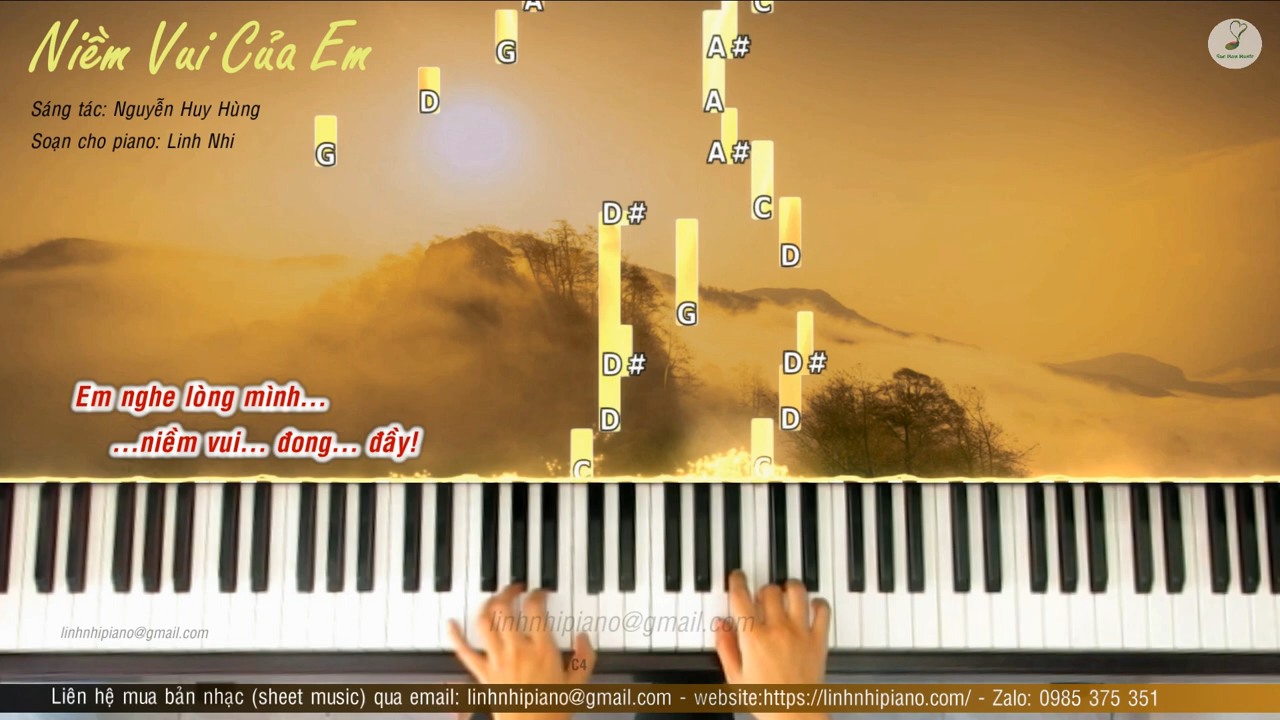 Niềm Vui Của Em
Sáng tác: Nguyễn Huy Hùng
Soạn cho piano: Linh Nhi
A
C
G
A#
D
A
G
A#
C
D#
D
G
D#
D#
D
D
C
C
Em nghe lòng mình...
...niềm vui... đong... đầy!
linhnhipiano@gmail.com
linhnhipiano@gmail.com
C4
Liên hệ mua bản nhạc (sheet music) qua email: linhnhipiano@gmail.com - website:https://linhnhipiano.com/ - Zalo: 0985 375 351